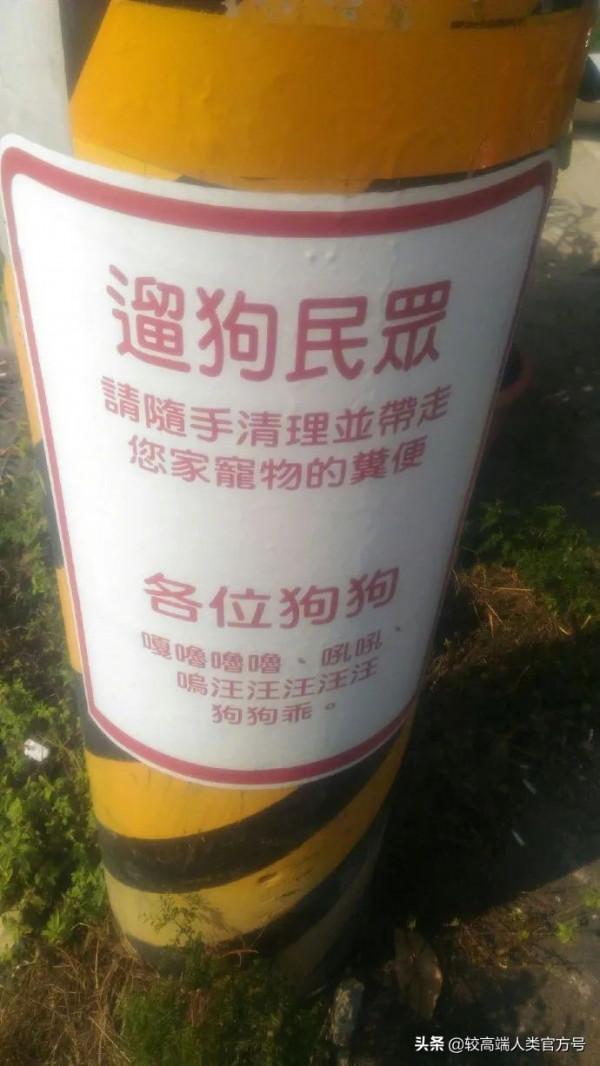 遛狗民眾
請隨手清理並帶走
您家寵物的糞便
各位狗狗
嘎嚕嚕嚕、吼吼、
嗚汪汪汪汪汪
狗狗乖。
头条 @较高端人类官方号